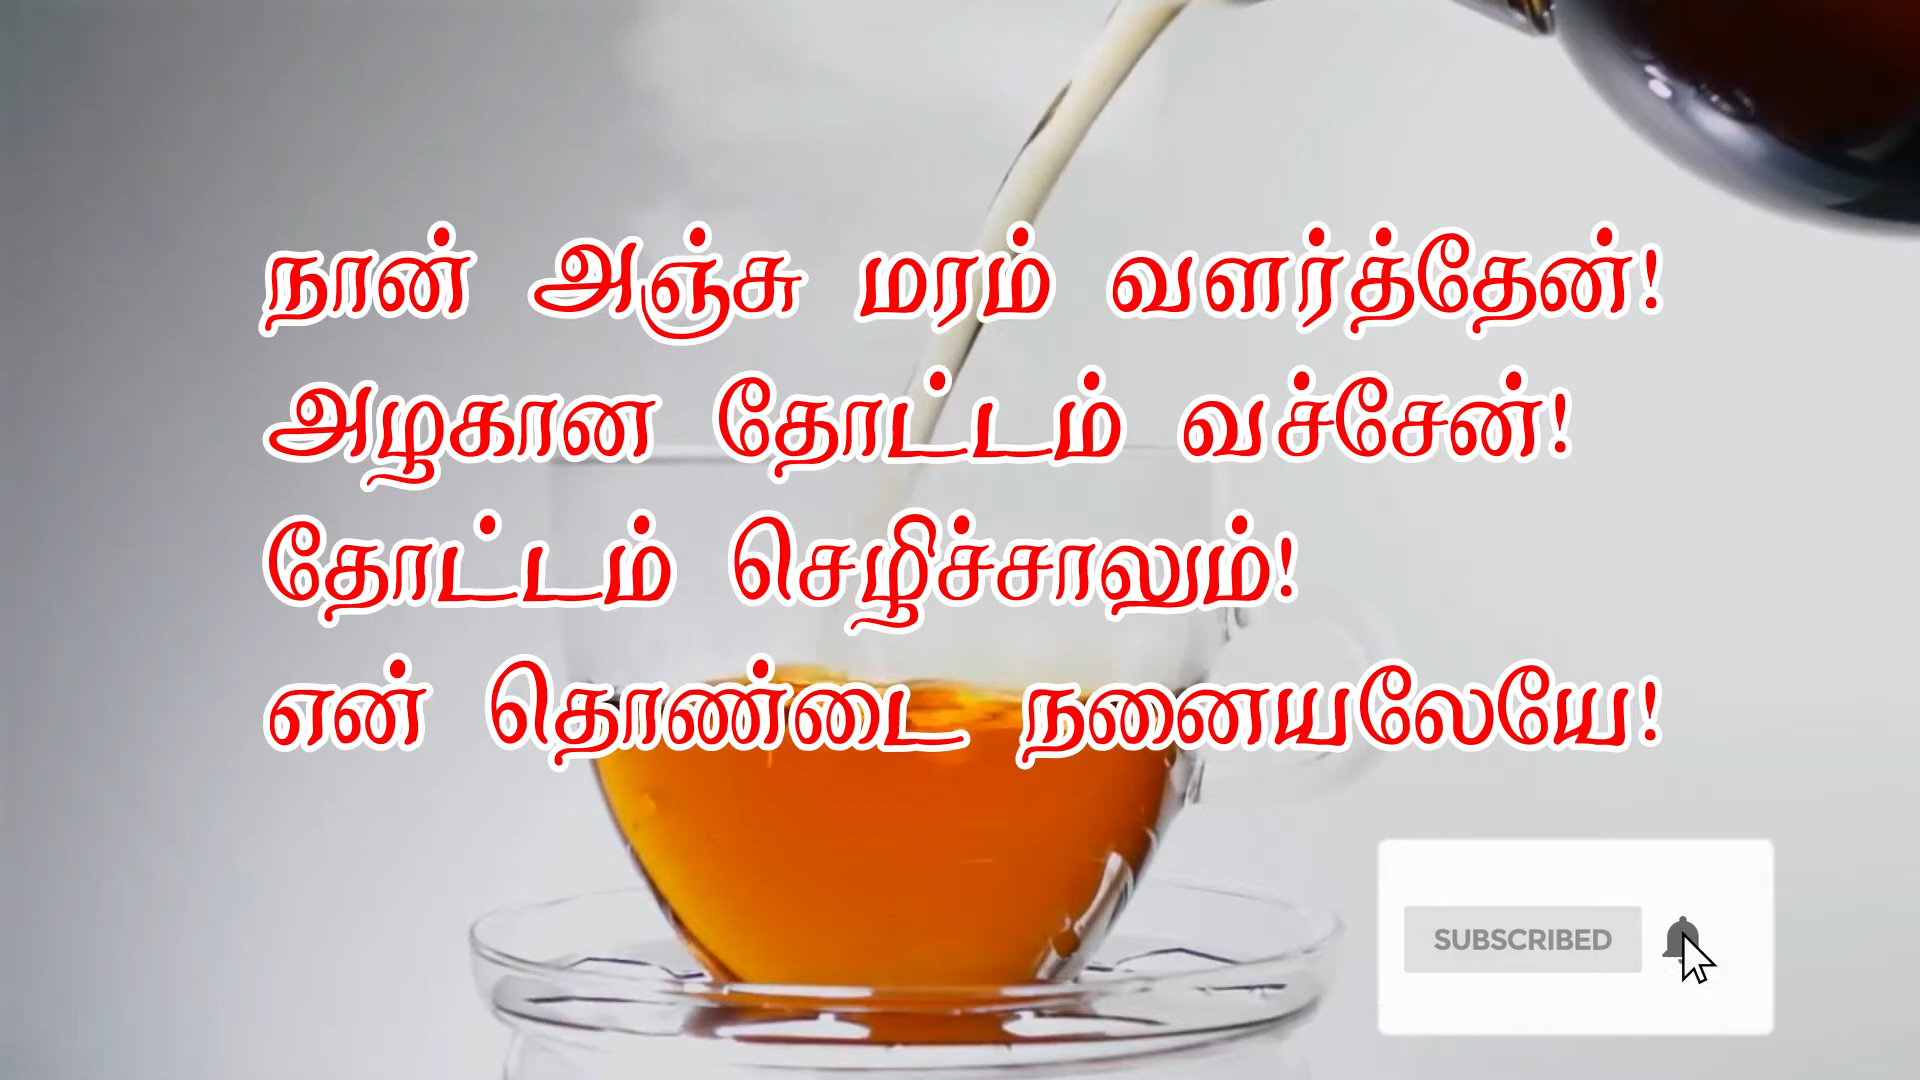 நான் அஞ்சு மரம் வளர்த்தேன்!
அழகான தோட்டம் வச்சேன்!
தோட்டம் செழிச்சாலும்!
என் தொண்டை நனையலேயே!
SUBSCRIBED